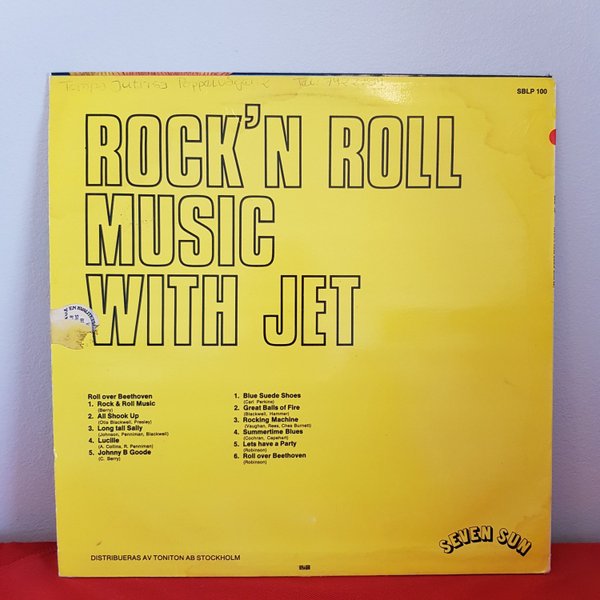 SBLP 100
ROCK'N ROLL
MUSIC
WITH JET
Roll over Beethoven
1. Rock & Roll Music
(Berry)
2. All Shook Up
(Otis Blackwell, Presley)
3. Long tall Sally
(Johnson, Penniman, Blackwell)
4. Lucille
(A. Collins, R. Penniman)
5. Johnny B Goode
(C. Berry)
1. Blue Suede Shoes
(Carl Perkins)
2. Great Balls of Fire
(Blackwell, Hammer)
3. Rocking Machine
(Vaughan, Rees, Ches Burnett)
4. Summertime Blues
(Cochran, Capehart)
5. Lets have a Party
(Robinson)
6. Roll over Beethoven
(Robinson)
SEVEN SUN
DISTRIBUERAS AV TONITON AB STOCKHOLM